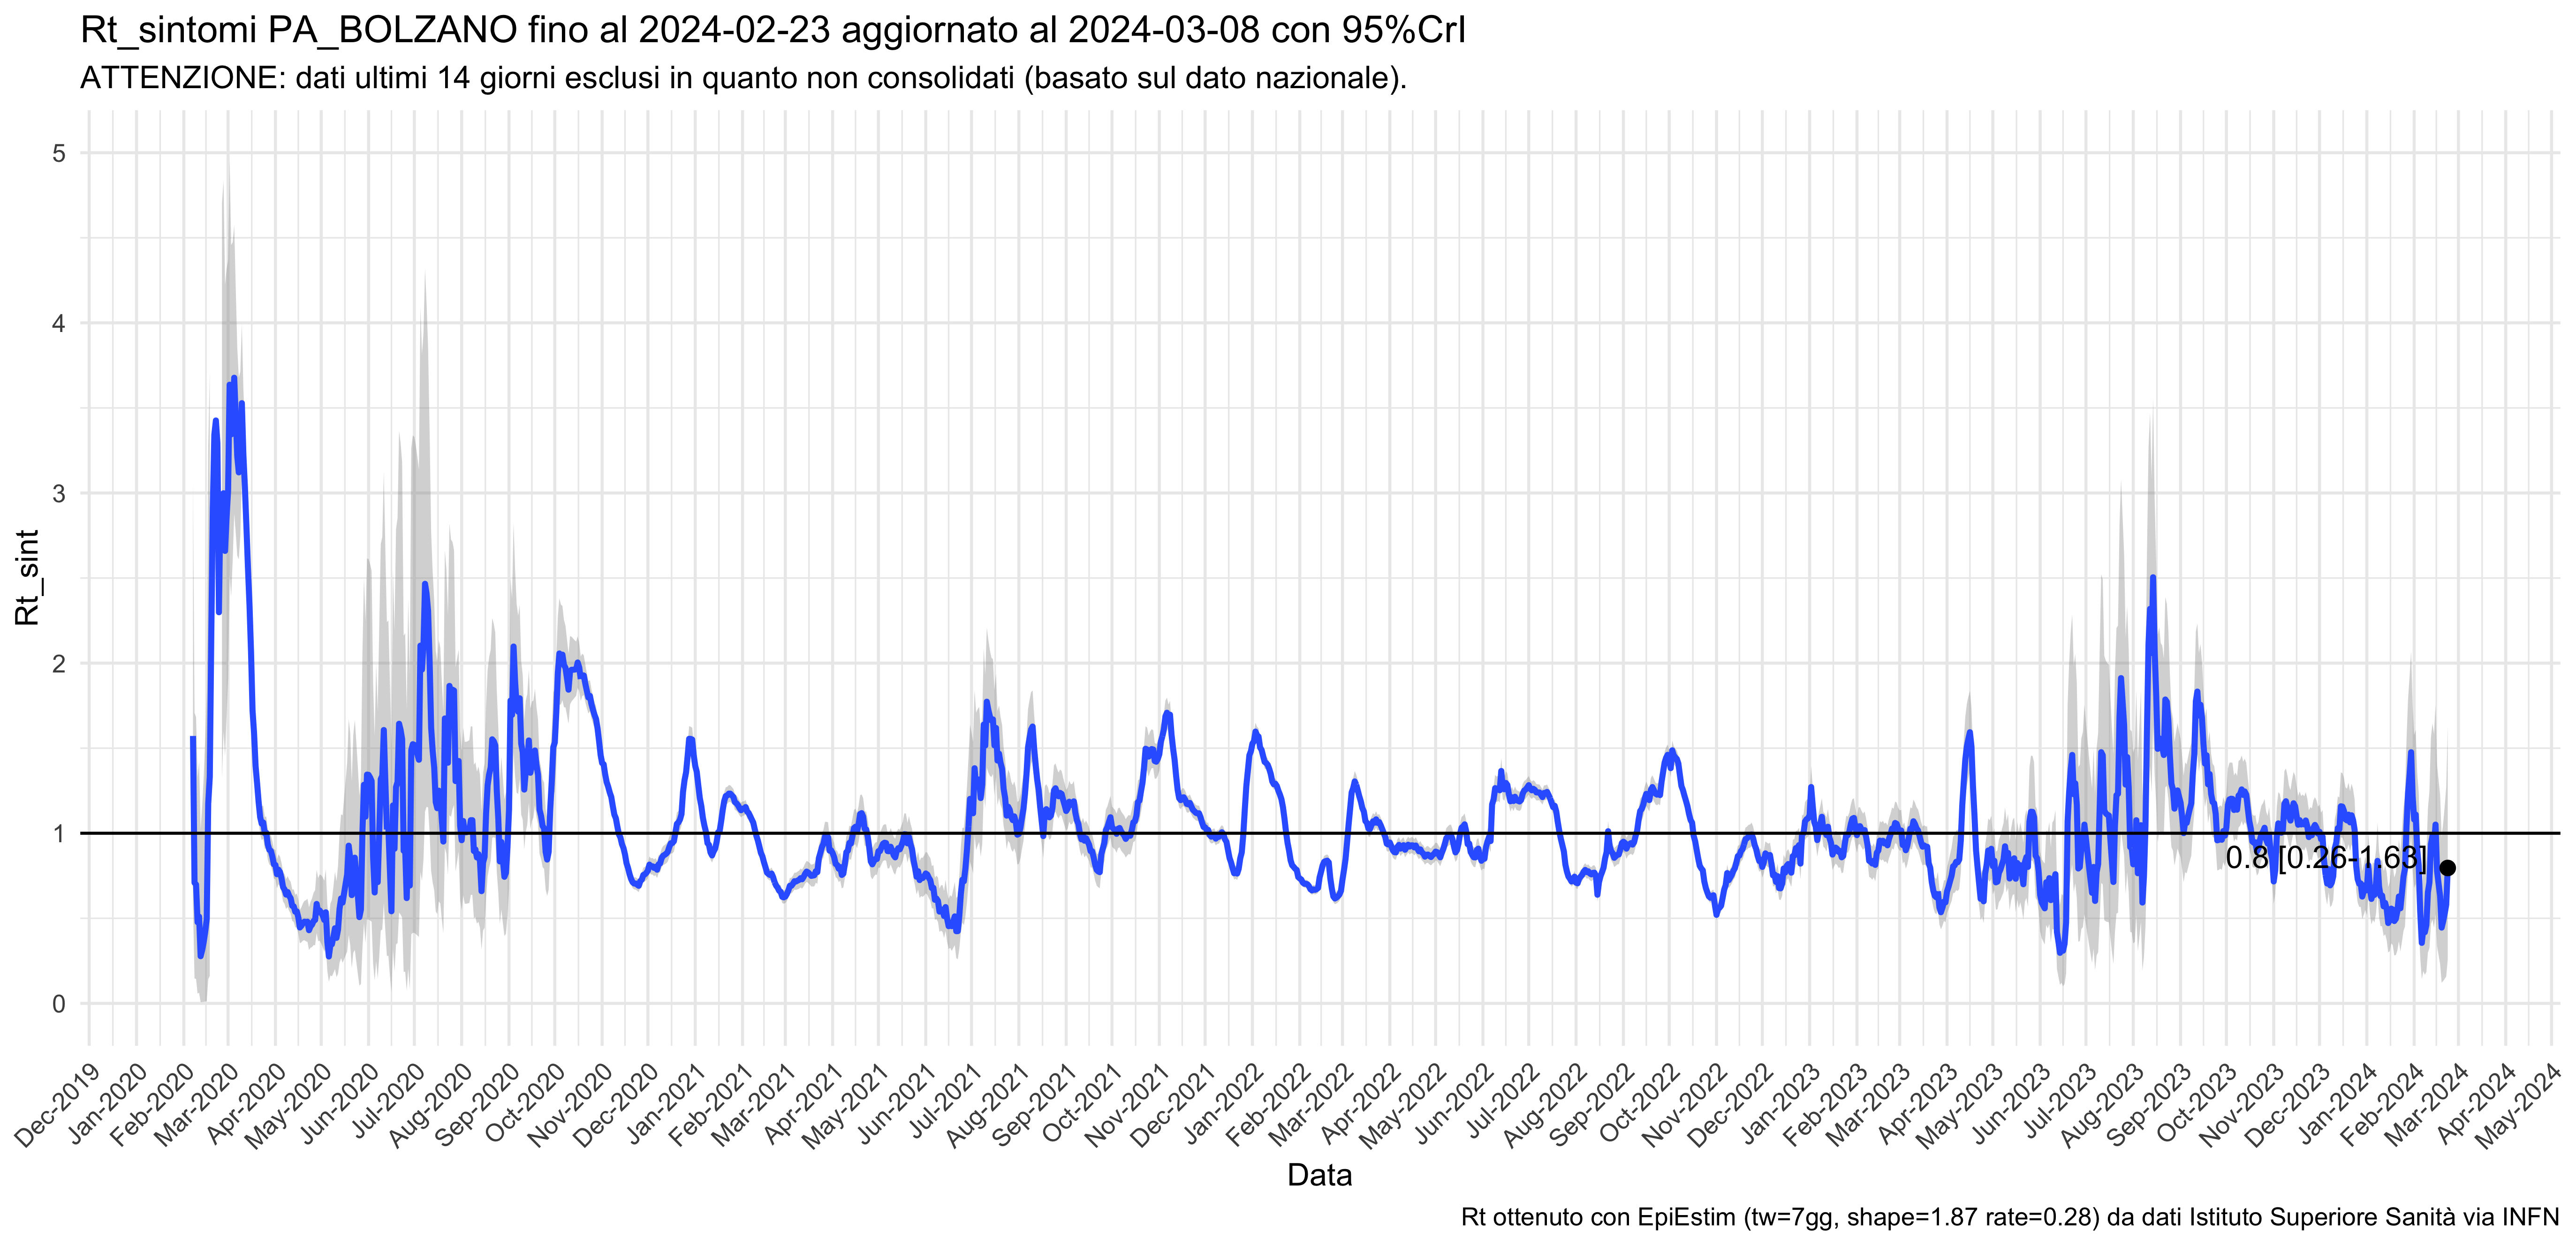 Rt_sintomi PA_BOLZANO fino al 2024-02-23 aggiornato al 2024-03-08 con 95%CrI
ATTENZIONE: dati ultimi 14 giorni esclusi in quanto non consolidati (basato sul dato nazionale).
5
4
3
2
1
0
Rt_sint
0.8 [0.26-1.63]
Dec-2019
Jan-2020
Feb-2020
Mar-2020
Apr-2020
May-2020
Jun-2020
Jul-2020
Aug-2020
Sep-2020
Oct-2020
Nov-2020
Dec-2020
Jan-2021
Feb-2021
Mar-2021
Apr-2021
May-2021
Jun-2021
Jul-2021
Aug-2021
Sep-2021
Oct-2021
Nov-2021
Dec-2021
Jan-2022
Feb-2022
Mar-2022
Apr-2022
May-2022
Jun-2022
Jul-2022
Aug-2022
Sep-2022
Oct-2022
Nov-2022
Dec-2022
Jan-2023
Feb-2023
Mar-2023
Apr-2023
May-2023
Jun-2023
Jul-2023
Aug-2023
Sep-2023
Oct-2023
Nov-2023
Dec-2023
Jan-2024
Feb-2024
Mar-2024
Apr-2024
May-2024
Data
Rt ottenuto con EpiEstim (tw=7gg, shape=1.87 rate=0.28) da dati Istituto Superiore Sanità via INFN